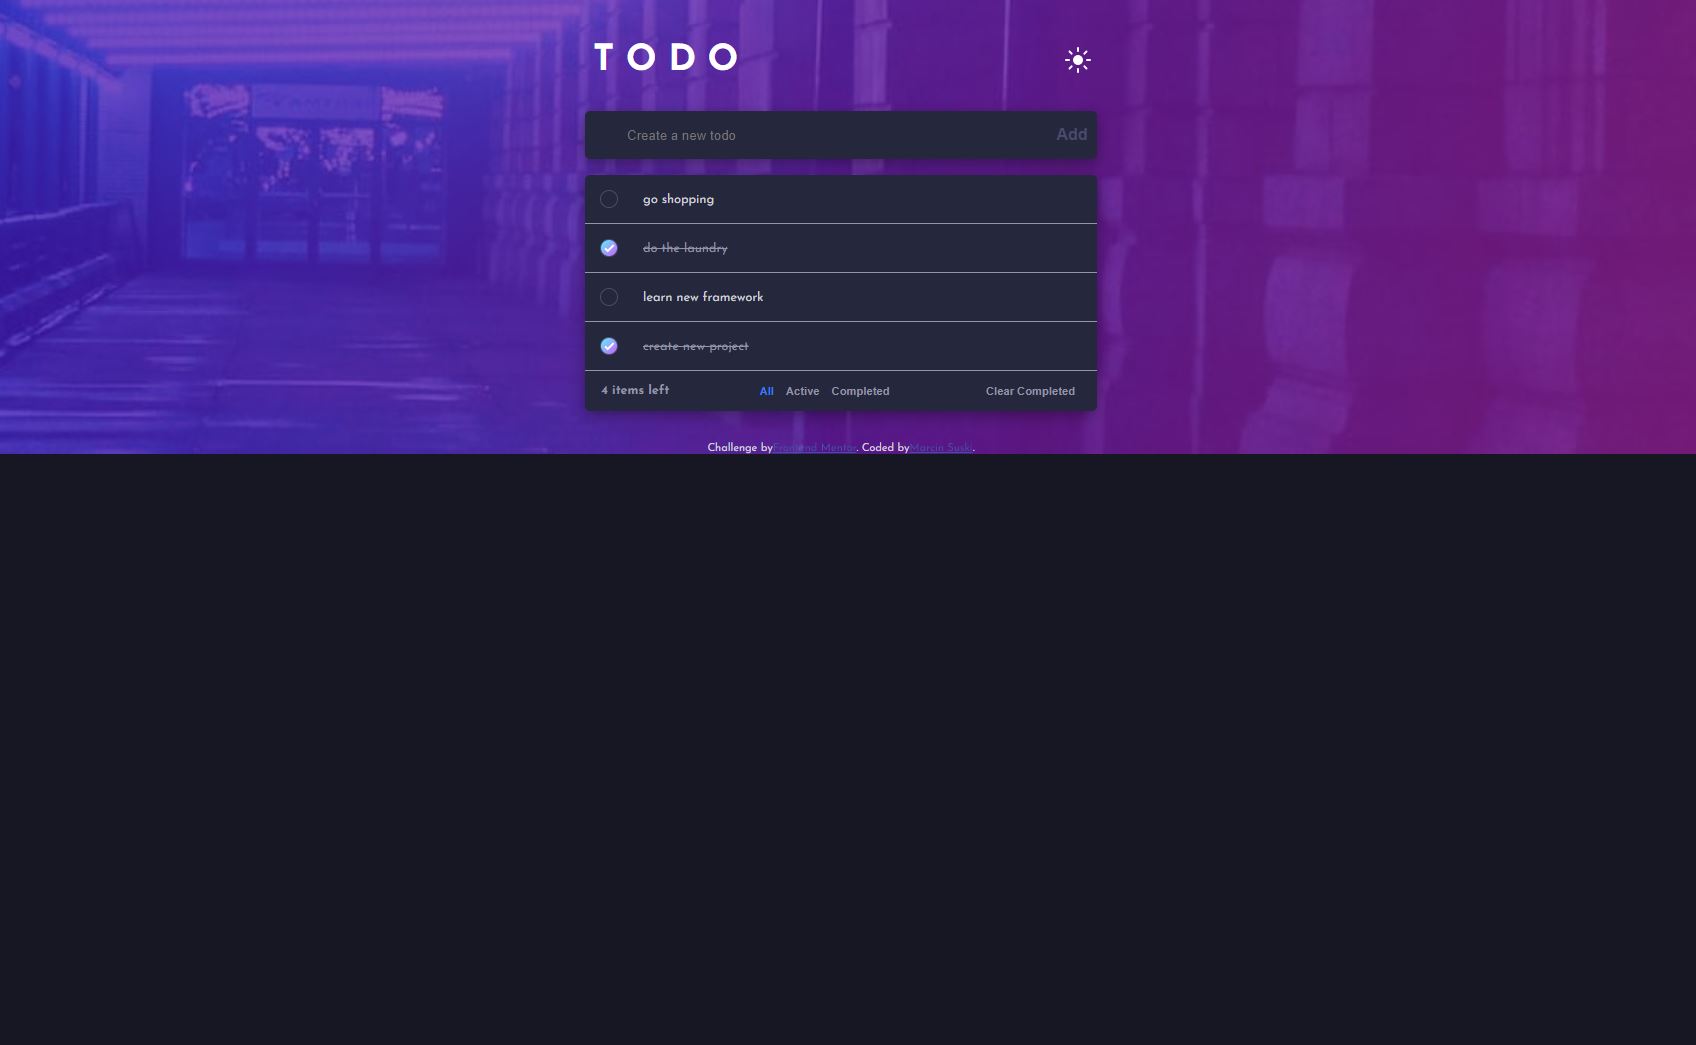 TODO
Create a new todo Add
go shopping
do the laundry
learn new framework
create new project
4 items left All Active Completed Clear Completed
Challenge by Frontend Mentor. Coded by Marcin Suski.